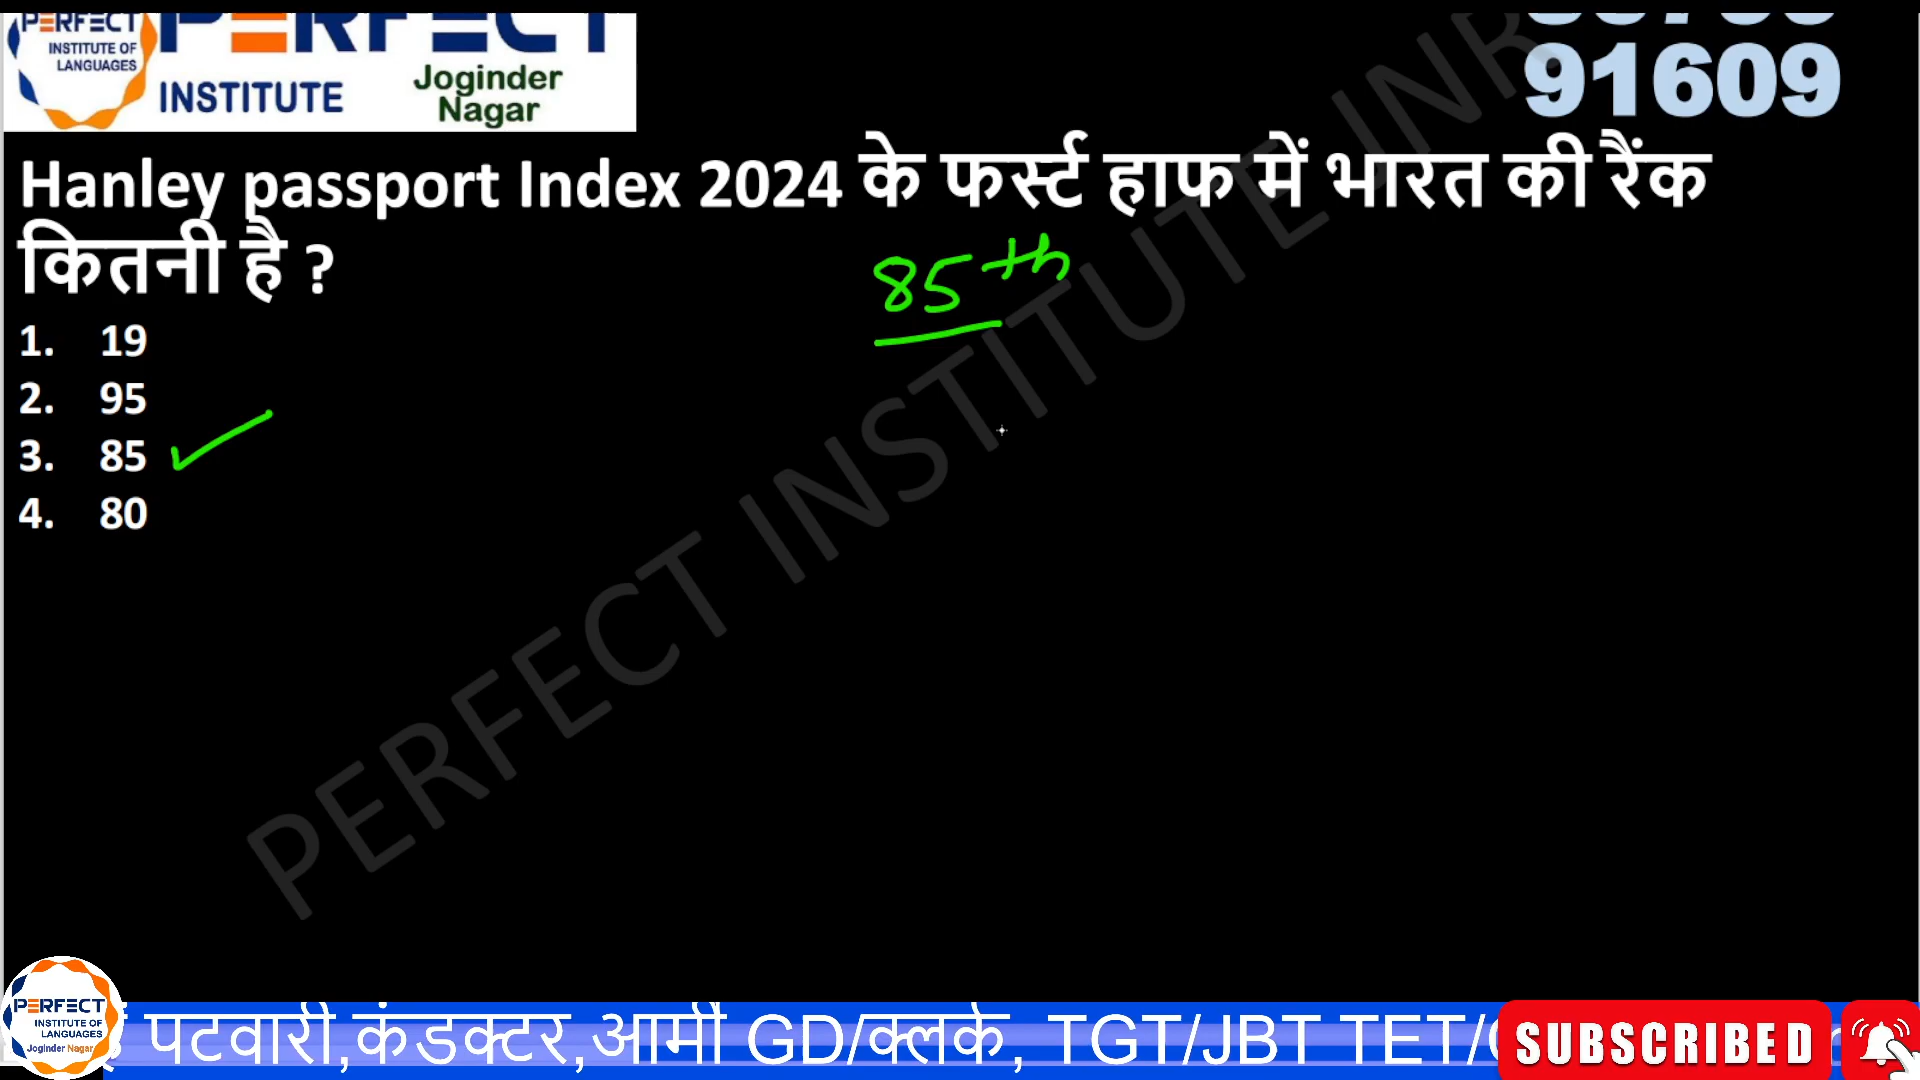 PERFECT
INSTITUTE OF
LANGUAGES
PERFECT
INSTITUTE
Joginder
Nagar
91609
Hanley passport Index 2024 के फर्स्ट हाफ में भारत की रैंक
कितनी है ?
85th
1. 19
2. 95
3. 85
4. 80
PERFECT INSTITUTE JNR
PERFECT
INSTITUTE OF
LANGUAGES
Joginder Nagar
पटवारी,कंडक्टर,आर्मी GD/क्लर्क, TGT/JBT TET/
SUBSCRIBED